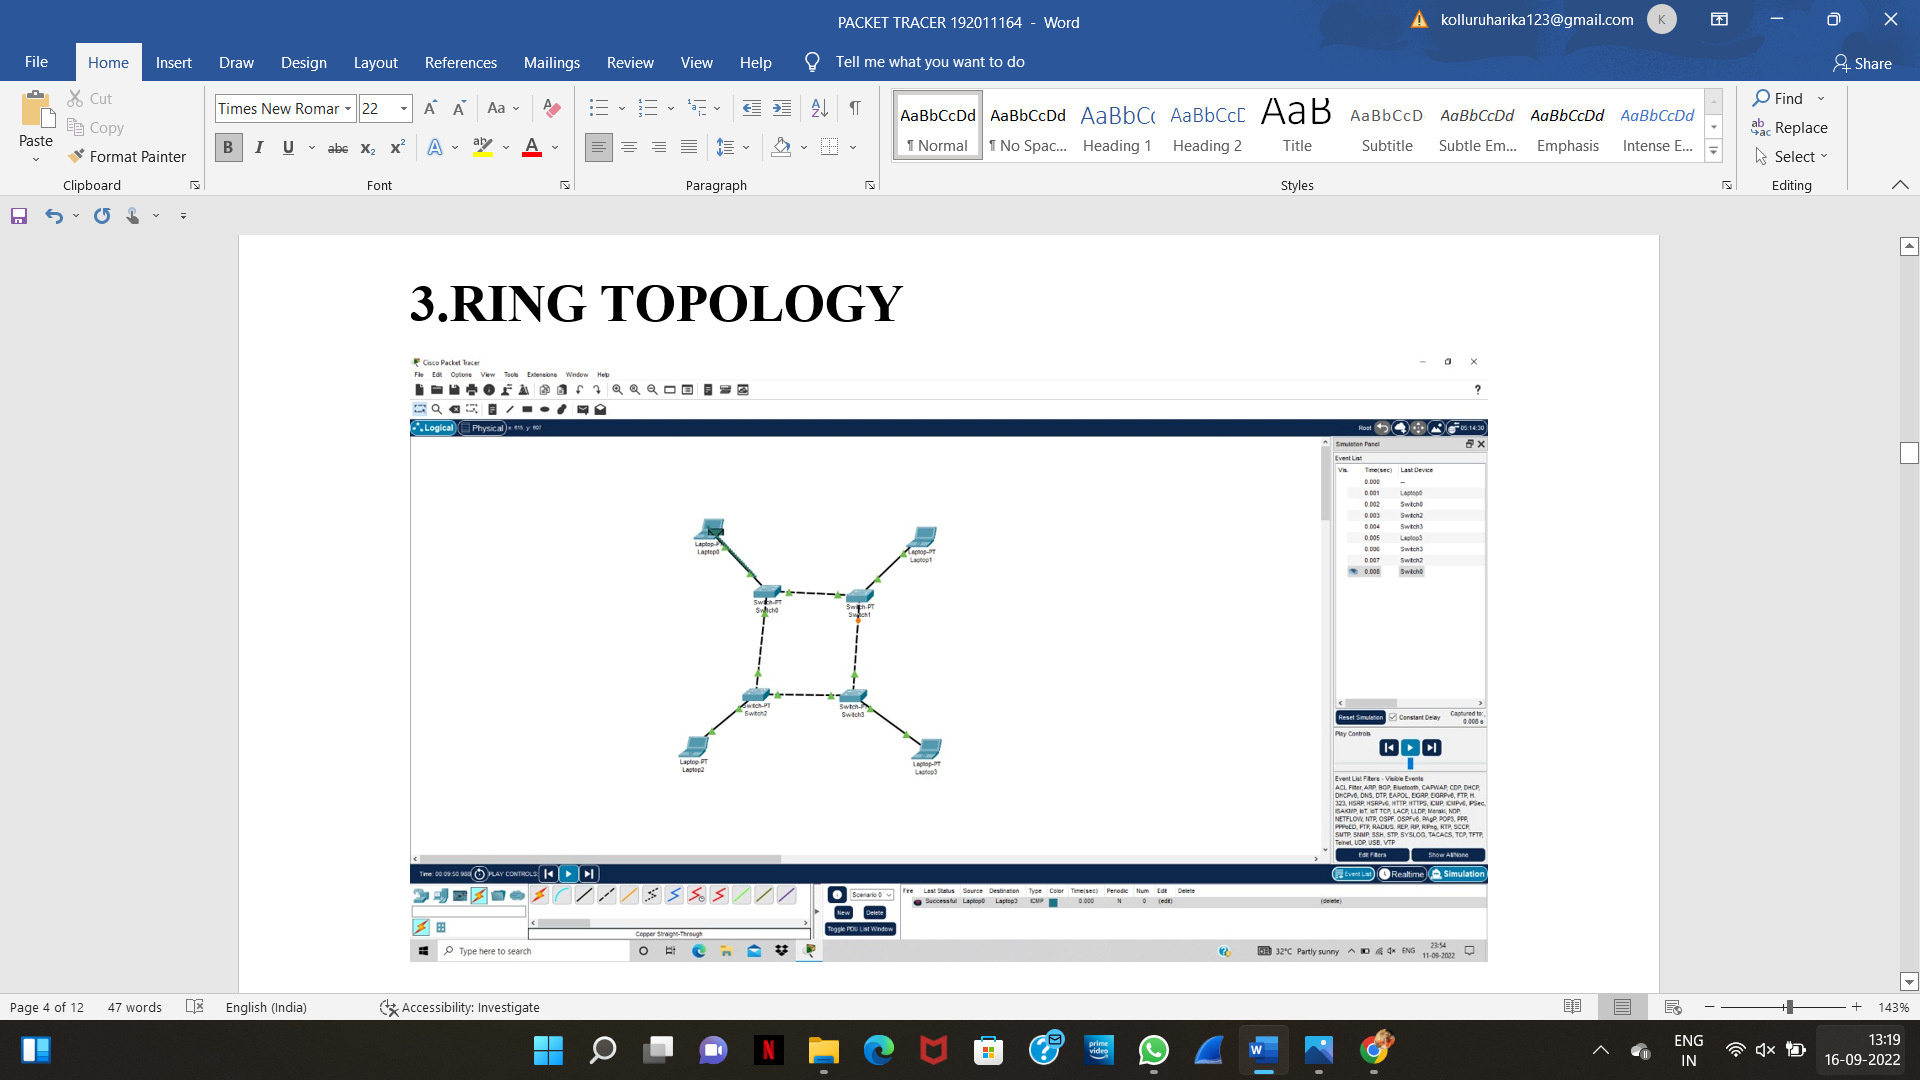 PACKET TRACER 192011164 - Word
kolluruharika123@gmail.com
K
File Home Insert Draw Design Layout References Mailings Review View Help Tell me what you want to do
Share
Paste
Cut
Copy
Format Painter
Clipboard
Times New Romar 22
Font
Paragraph
AaBbCcDd AaBbCcDd AaBbCc AaBbCcD AaB AaBbCcD AaBbCcDd AaBbCcDd AaBbCcDd
¶ Normal ¶ No Spac... Heading 1 Heading 2 Title Subtitle Subtle Em... Emphasis Intense E...
Styles
Find
Replace
Select
Editing
3.RING TOPOLOGY
Cisco Packet Tracer
File Edit Options View Tools Extensions Window Help
Logical Physical x: 815, y: 607
Root 05:14:30
Simulation Panel
Event List
Vis. Time(sec) Last Device
0.000 --
0.001 Laptop0
0.002 Switch0
0.003 Switch2
0.004 Switch3
0.005 Laptop3
0.006 Switch3
0.007 Switch2
0.008 Switch0
Laptop0
Laptop-PT
Laptop1
Switch-PT
Switch0
Switch-PT
Switch1
Switch-PT
Switch2
Switch3
Laptop-PT
Laptop2
Laptop-PT
Laptop3
Reset Simulation Constant Delay Captured to:
0.008 s
Play Controls
Event List Filters - Visible Events
ACL Filter, ARP, BGP, Bluetooth, CAPWAP, CDP, DHCP,
DHCPv6, DNS, DTP, EAPOL, EIGRP, EIGRPv6, FTP, H.
323, HSRP, HSRPv6, HTTP, HTTPS, ICMP, ICMPv6, IPSec,
ISAKMP, IoT, IoT TCP, LACP, LLDP, Meraki, NDP,
NETFLOW, NTP, OSPF, OSPFv6, PAgP, POP3, PPP,
PPPoED, PTP, RADIUS, REP, RIP, RIPng, RTP, SCCP,
SMTP, SNMP, SSH, STP, SYSLOG, TACACS, TCP, TFTP,
Telnet, UDP, USB, VTP
Edit Filters Show All/None
Time: 00:09:50.988 PLAY CONTROLS:
Event List Realtime Simulation
Scenario 0
New Delete
Toggle PDU List Window
Fire Last Status Source Destination Type Color Time(sec) Periodic Num Edit Delete
Successful Laptop0 Laptop3 ICMP 0.000 N 0 (edit) (delete)
Copper Straight-Through
Type here to search
32°C Partly sunny ENG 23:54
11-09-2022
Page 4 of 12 47 words English (India) Accessibility: Investigate
143%
prime video
ENG
IN
13:19
16-09-2022